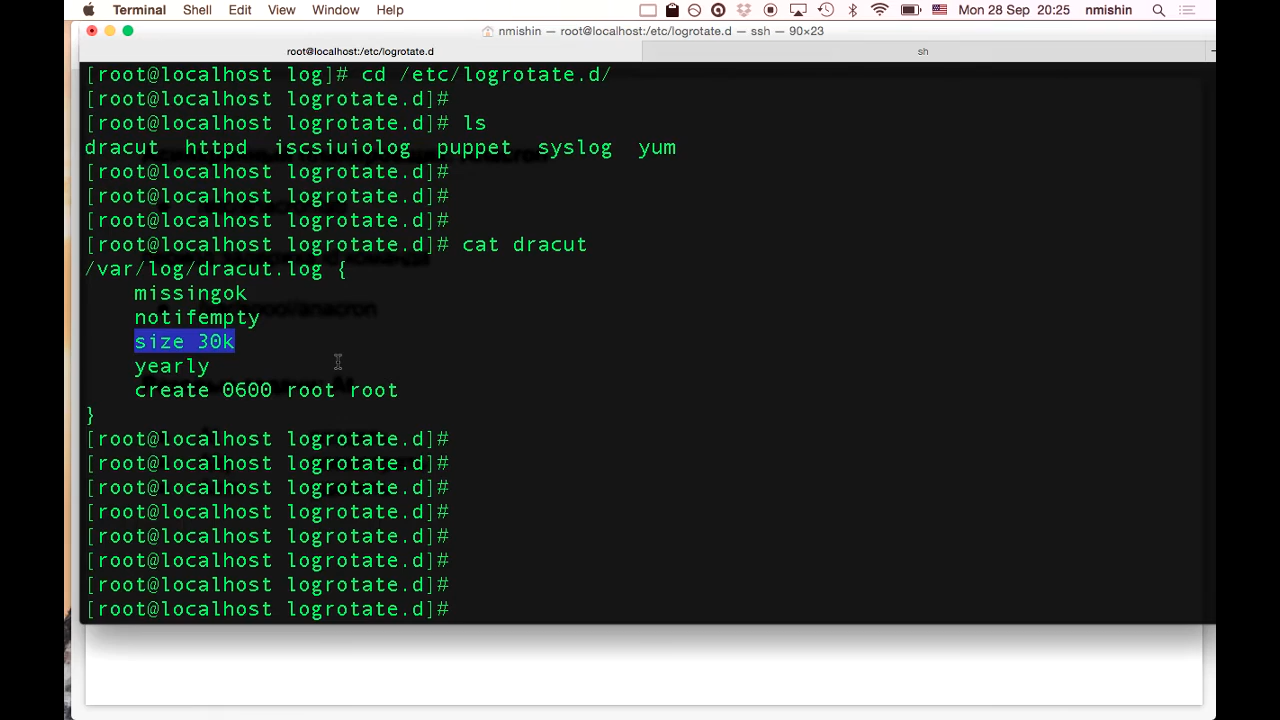 Terminal Shell Edit View Window Help Mon 28 Sep 20:25 nmishin
nmishin — root@localhost:/etc/logrotate.d — ssh — 90×23
root@localhost:/etc/logrotate.d sh
[root@localhost log]# cd /etc/logrotate.d/
[root@localhost logrotate.d]#
[root@localhost logrotate.d]# ls
dracut httpd iscsiuiolog puppet syslog yum
[root@localhost logrotate.d]#
[root@localhost logrotate.d]#
[root@localhost logrotate.d]#
[root@localhost logrotate.d]# cat dracut
/var/log/dracut.log {
missingok
notifempty
size 30k
yearly
create 0600 root root
}
[root@localhost logrotate.d]#
[root@localhost logrotate.d]#
[root@localhost logrotate.d]#
[root@localhost logrotate.d]#
[root@localhost logrotate.d]#
[root@localhost logrotate.d]#
[root@localhost logrotate.d]#
[root@localhost logrotate.d]#